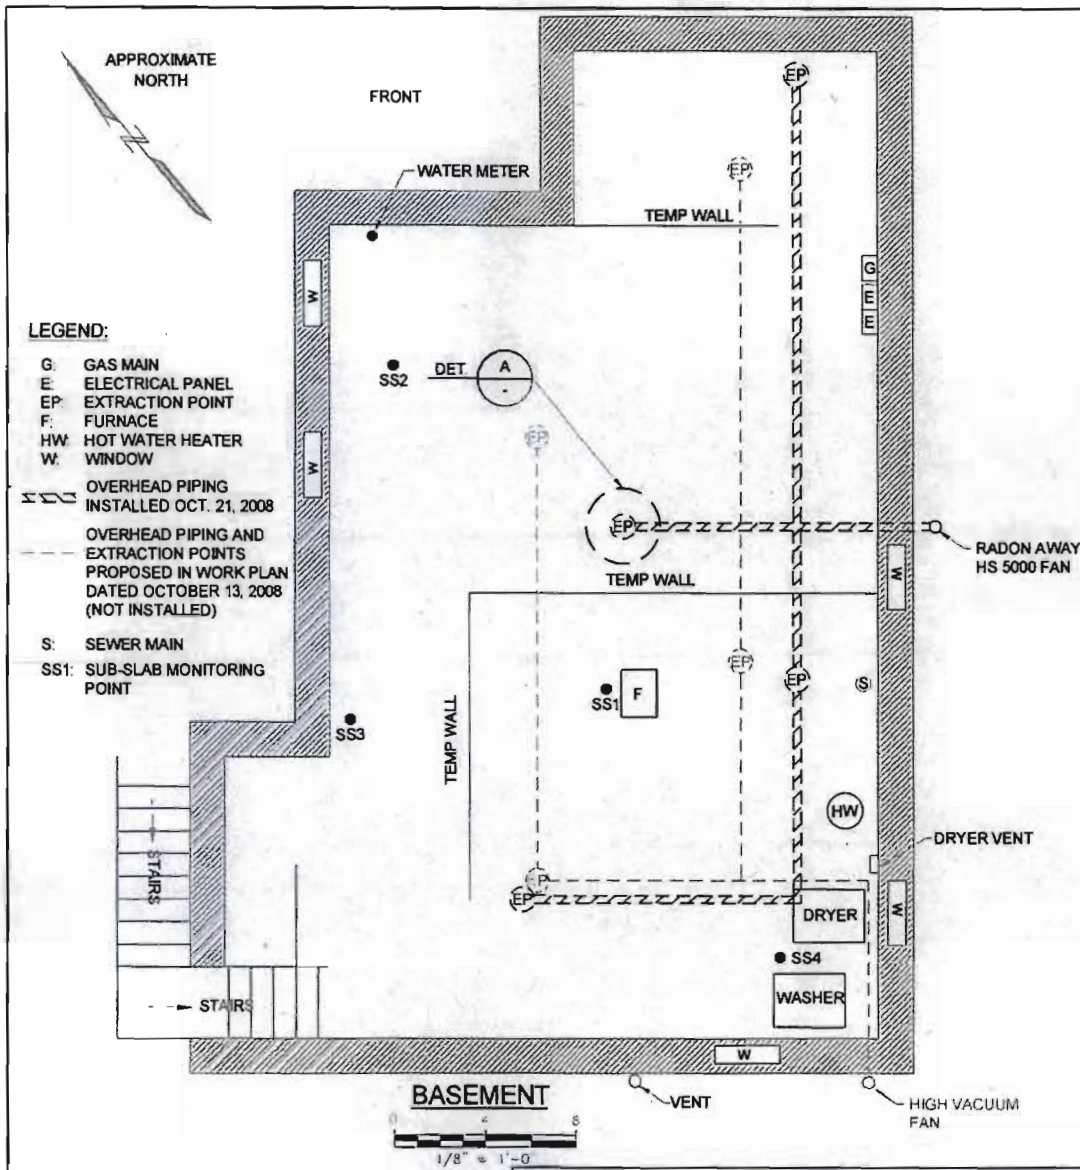 APPROXIMATE
NORTH
N
FRONT
WATER METER
EP
EP
TEMP WALL
W
G
E
E
LEGEND:
G: GAS MAIN
E: ELECTRICAL PANEL
EP: EXTRACTION POINT
F: FURNACE
HW: HOT WATER HEATER
W: WINDOW
OVERHEAD PIPING
INSTALLED OCT. 21, 2008
OVERHEAD PIPING AND
EXTRACTION POINTS
PROPOSED IN WORK PLAN
DATED OCTOBER 13, 2008
(NOT INSTALLED)
S: SEWER MAIN
SS1: SUB-SLAB MONITORING
POINT
SS2
DET.
A
-
W
EP
EP
RADON AWAY
HS 5000 FAN
TEMP WALL
W
EP
EP
S
SS1
F
SS3
TEMP WALL
HW
DRYER VENT
STAIRS
EP
EP
DRYER
W
SS4
WASHER
STAIRS
W
BASEMENT
VENT
HIGH VACUUM
FAN
0 4 8
1/8" = 1'-0